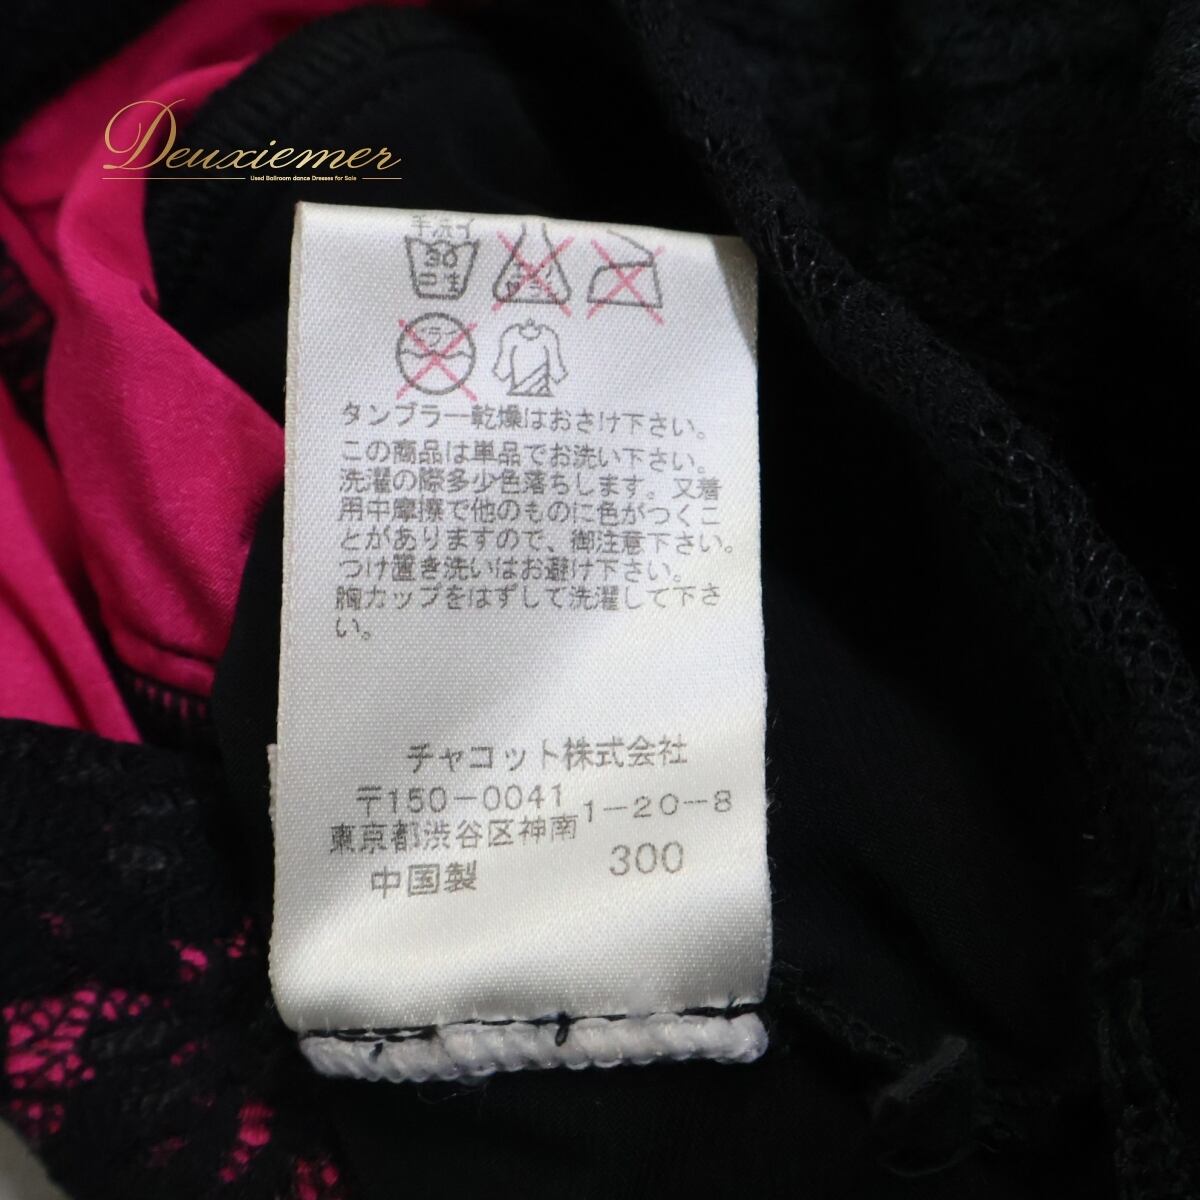 Deuxiemer
Used Ballroom dance Dresses for Sale
手洗イ
30
中性
ドライ
タンブラー乾燥はおさけ下さい。
この商品は単品でお洗い下さい。
洗濯の際多少色落ちします。又着
用中摩擦で他のものに色がつくこ
とがありますので、御注意下さい。
つけ置き洗いはお避け下さい。
胸カップをはずして洗濯して下さ
い。
チャコット株式会社
〒150-0041
東京都渋谷区神南1-20-8
中国製 300